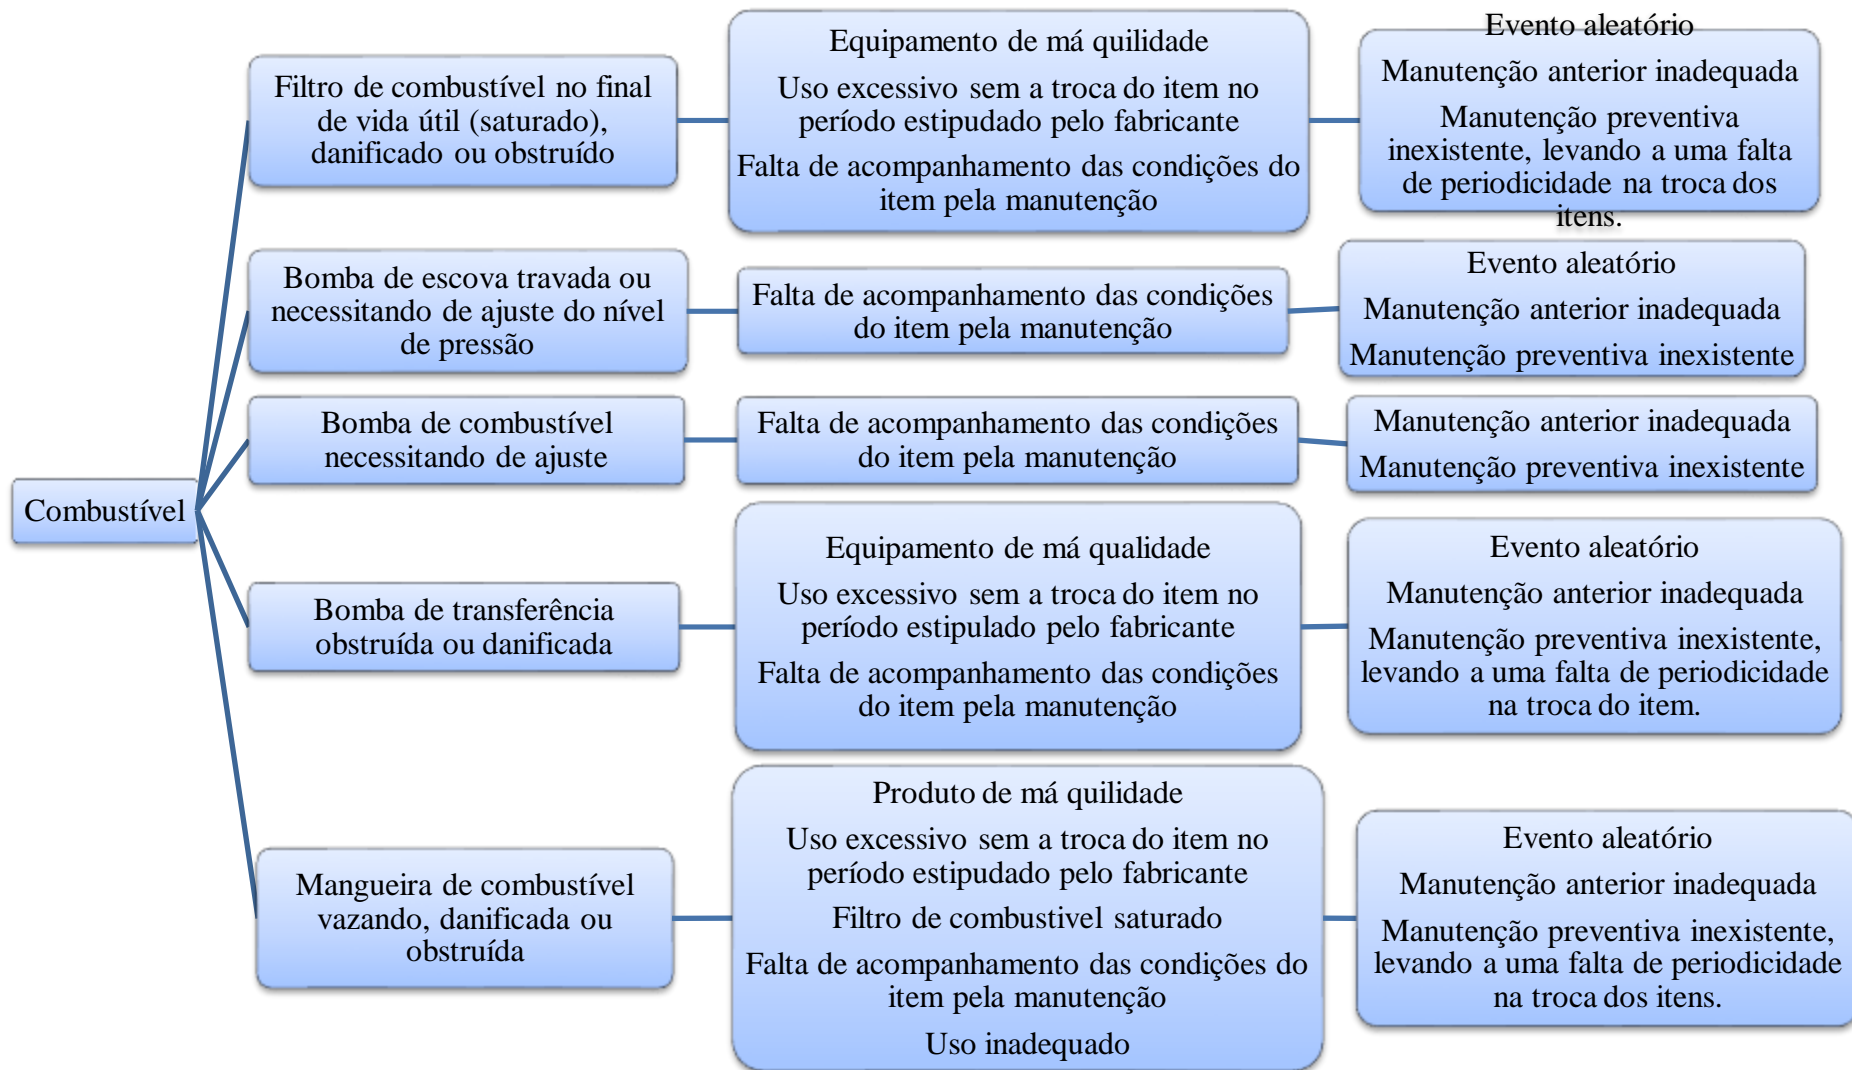 Combustível
Filtro de combustível no final
de vida útil (saturado),
danificado ou obstruído
Equipamento de má quilidade
Uso excessivo sem a troca do item no
período estipudado pelo fabricante
Falta de acompanhamento das condições do
item pela manutenção
Evento aleatório
Manutenção anterior inadequada
Manutenção preventiva
inexistente, levando a uma falta
de periodicidade na troca dos
itens.
Bomba de escova travada ou
necessitando de ajuste do nível
de pressão
Falta de acompanhamento das condições
do item pela manutenção
Evento aleatório
Manutenção anterior inadequada
Manutenção preventiva inexistente
Bomba de combustível
necessitando de ajuste
Falta de acompanhamento das condições
do item pela manutenção
Manutenção anterior inadequada
Manutenção preventiva inexistente
Bomba de transferência
obstruída ou danificada
Equipamento de má qualidade
Uso excessivo sem a troca do item no
período estipulado pelo fabricante
Falta de acompanhamento das condições
do item pela manutenção
Evento aleatório
Manutenção anterior inadequada
Manutenção preventiva inexistente,
levando a uma falta de periodicidade
na troca do item.
Mangueira de combustível
vazando, danificada ou
obstruída
Produto de má quilidade
Uso excessivo sem a troca do item no
período estipudado pelo fabricante
Filtro de combustivel saturado
Falta de acompanhamento das condições do
item pela manutenção
Uso inadequado
Evento aleatório
Manutenção anterior inadequada
Manutenção preventiva inexistente,
levando a uma falta de periodicidade
na troca dos itens.